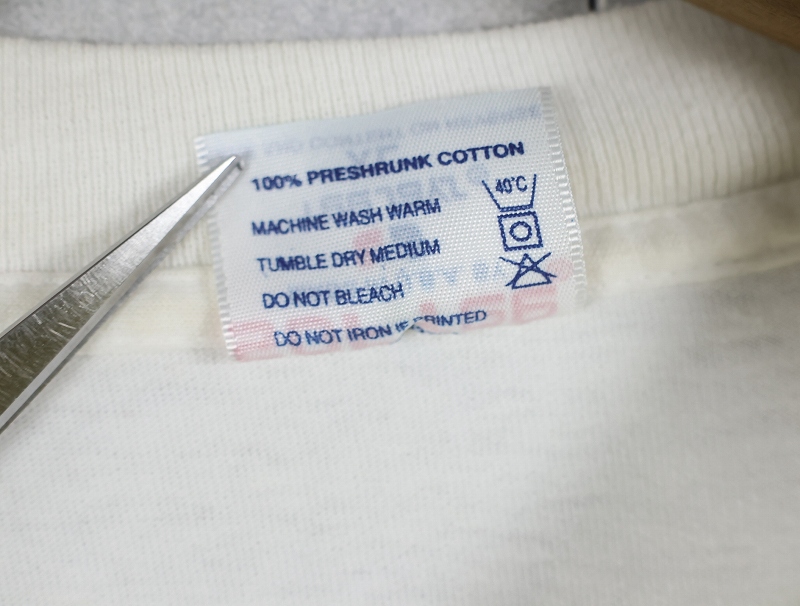 100% PRESHRUNK COTTON
40°C
MACHINE WASH WARM
TUMBLE DRY MEDIUM
DO NOT BLEACH
DO NOT IRON IF PRINTED